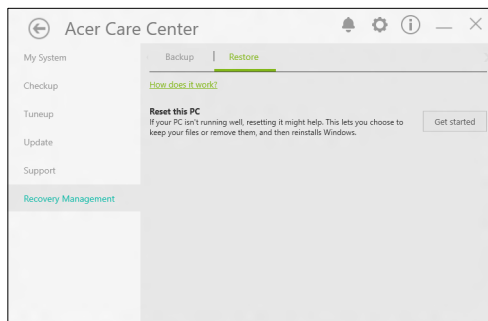 Acer Care Center
My System
Checkup
Tuneup
Update
Support
Recovery Management
Backup | Restore
How does it work?
Reset this PC
If your PC isn't running well, resetting it might help. This lets you choose to
keep your files or remove them, and then reinstalls Windows.
Get started